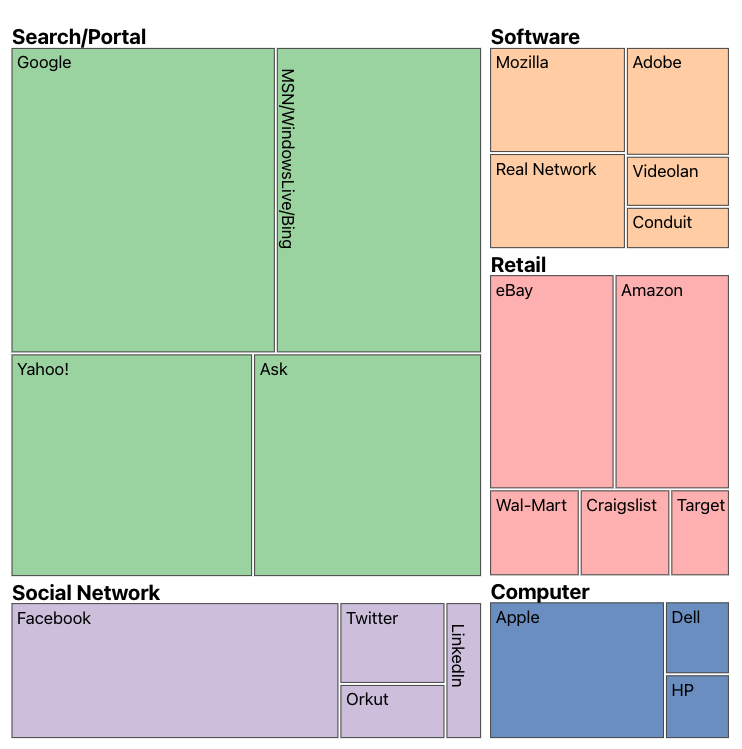 Search/Portal
Google
MSN/WindowsLive/Bing
Yahoo!
Ask
Social Network
Facebook
Twitter
Orkut
LinkedIn
Software
Mozilla
Adobe
Real Network
Videolan
Conduit
Retail
eBay
Amazon
Wal-Mart
Craigslist
Target
Computer
Apple
Dell
HP